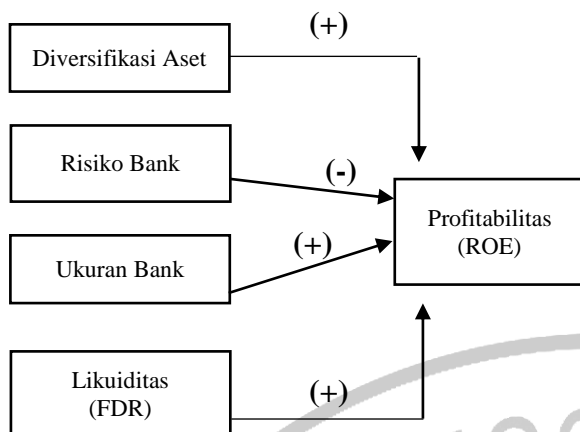 (+)
Diversifikasi Aset
Risiko Bank
(-)
Profitabilitas
(ROE)
(+)
Ukuran Bank
Likuiditas
(FDR)
(+)